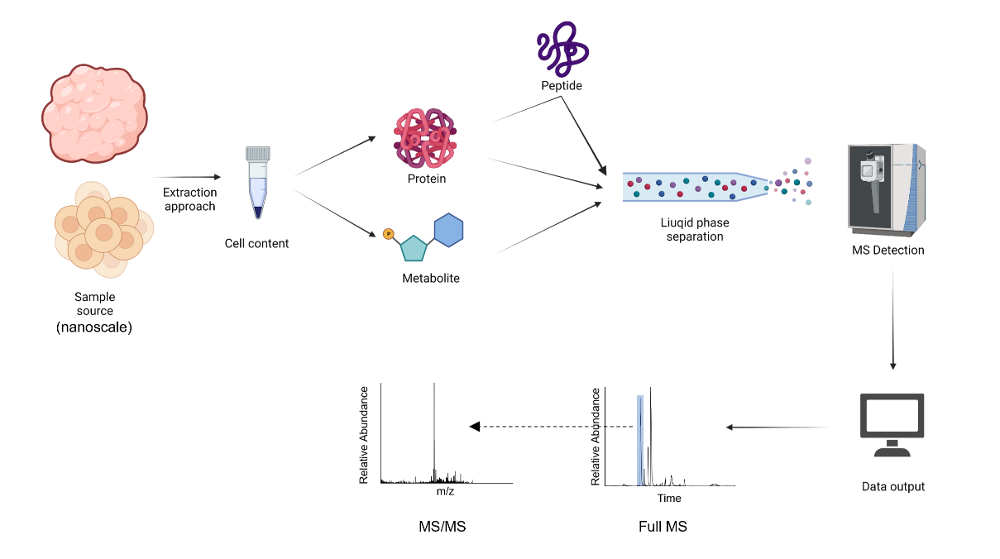 Peptide
Protein
Extraction
approach
Cell content
Liuqid phase
separation
MS Detection
P
Metabolite
Sample
source
(nanoscale)
Relative Abundance
m/z
MS/MS
Relative Abundance
Time
Full MS
Data output